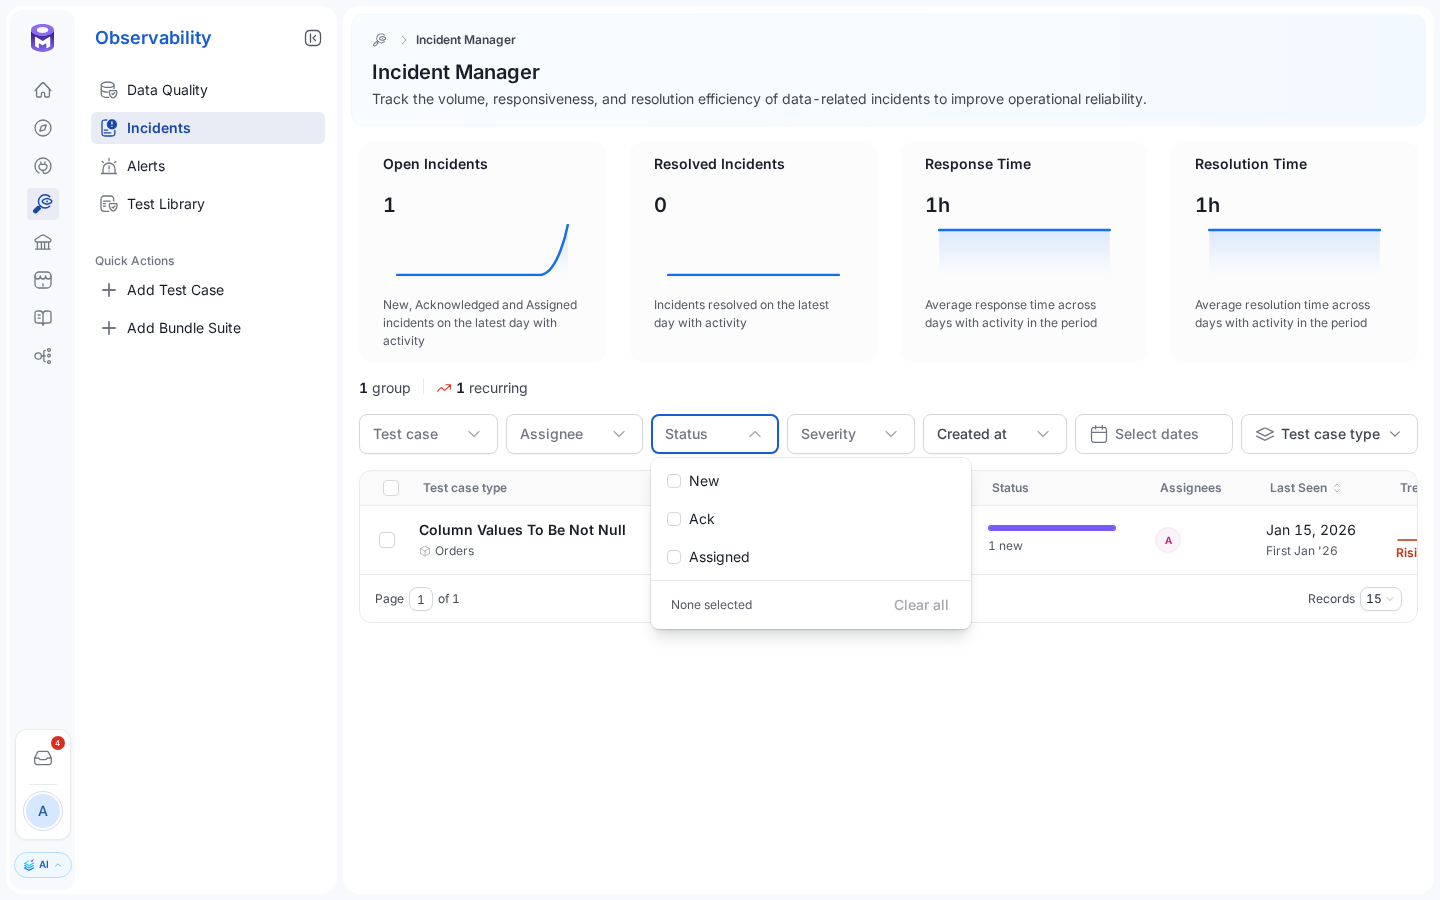 Observability
Data Quality
Incidents
Alerts
Test Library
Quick Actions
Add Test Case
Add Bundle Suite
4
A
AI
Incident Manager
Incident Manager
Track the volume, responsiveness, and resolution efficiency of data-related incidents to improve operational reliability.
Open Incidents
1
New, Acknowledged and Assigned
incidents on the latest day with
activity
Resolved Incidents
0
Incidents resolved on the latest
day with activity
Response Time
1h
Average response time across
days with activity in the period
Resolution Time
1h
Average resolution time across
days with activity in the period
1 group
1 recurring
Test case
Assignee
Status
Severity
Created at
Select dates
Test case type
New
Ack
Assigned
None selected
Clear all
Test case type
Status
Assignees
Last Seen
Tre
Column Values To Be Not Null
Orders
1 new
A
Jan 15, 2026
First Jan '26
Risi
Page 1 of 1
Records 15